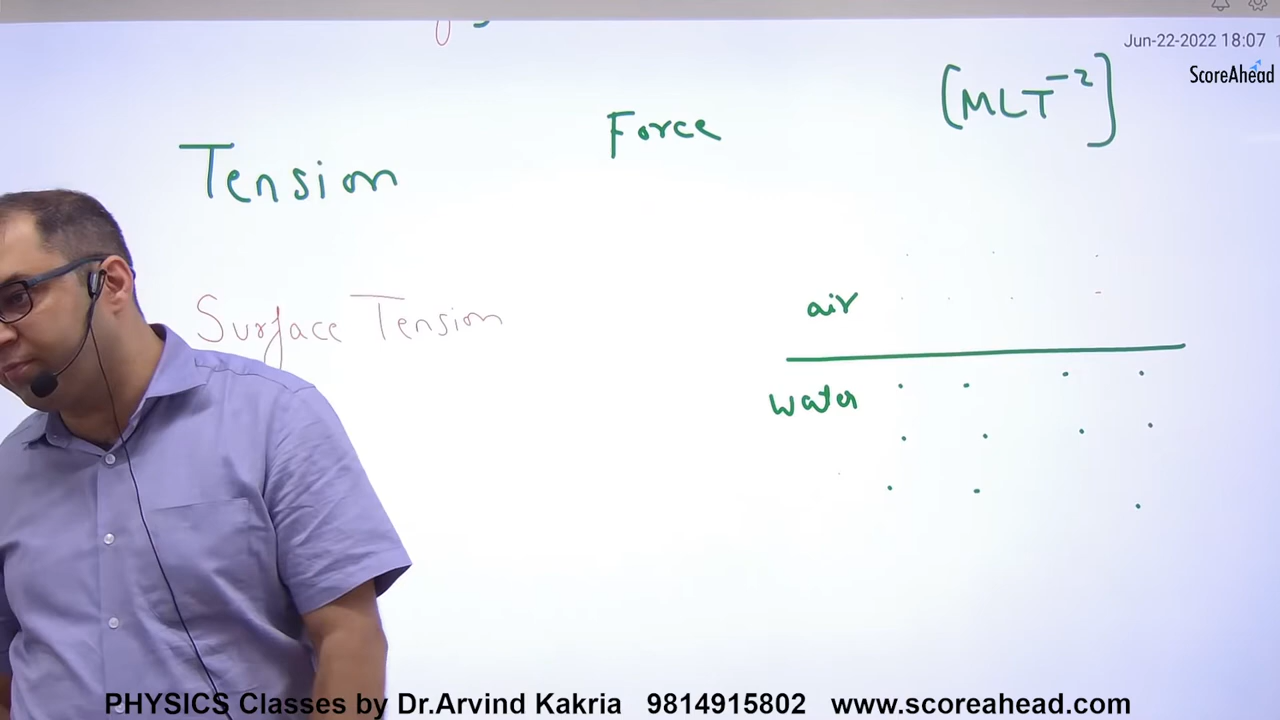 Jun-22-2022 18:07
ScoreAhead
[MLT⁻²]
Force
Tension
air
Surface Tension
water
PHYSICS Classes by Dr.Arvind Kakria 9814915802 www.scoreahead.com